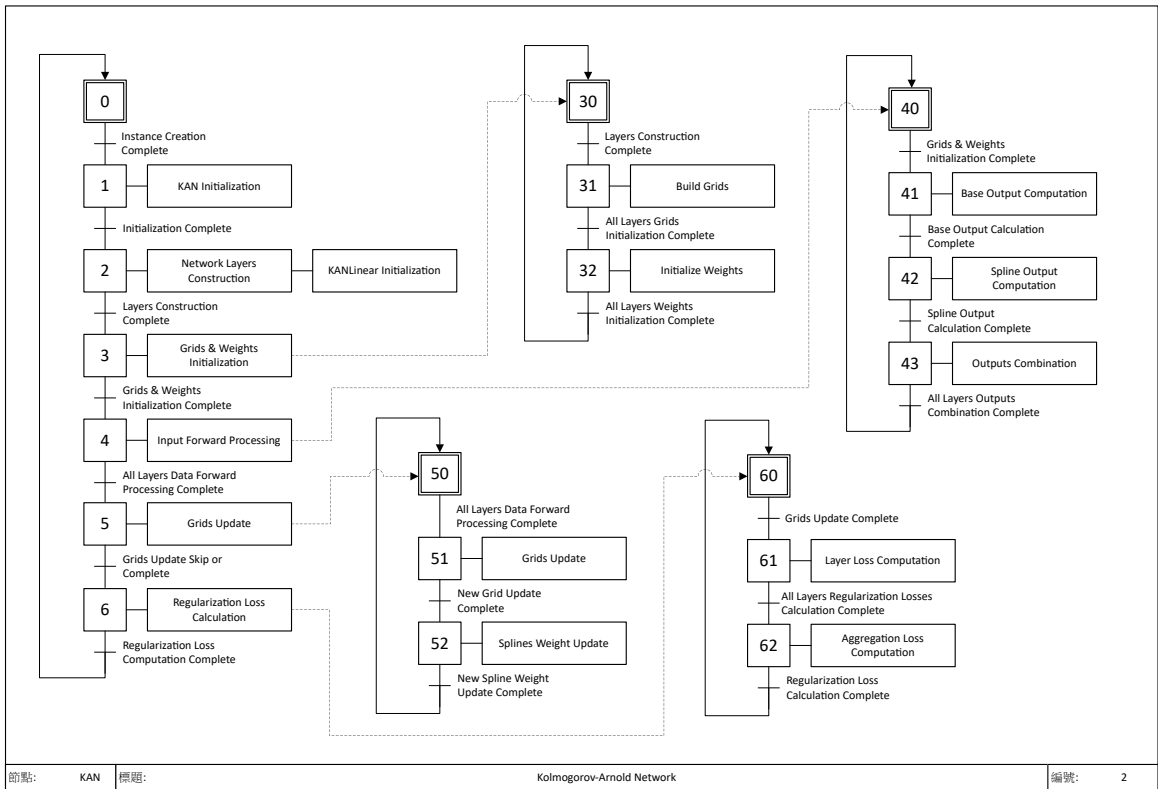 0
Instance Creation
Complete
1
KAN Initialization
Initialization Complete
2
Network Layers
Construction
KANLinear Initialization
Layers Construction
Complete
3
Grids & Weights
Initialization
Grids & Weights
Initialization Complete
4
Input Forward Processing
All Layers Data Forward
Processing Complete
5
Grids Update
Grids Update Skip or
Complete
6
Regularization Loss
Calculation
Regularization Loss
Computation Complete
30
Layers Construction
Complete
31
Build Grids
All Layers Grids
Initialization Complete
32
Initialize Weights
All Layers Weights
Initialization Complete
40
Grids & Weights
Initialization Complete
41
Base Output Computation
Base Output Calculation
Complete
42
Spline Output
Computation
Spline Output
Calculation Complete
43
Outputs Combination
All Layers Outputs
Combination Complete
50
All Layers Data Forward
Processing Complete
51
Grids Update
New Grid Update
Complete
52
Splines Weight Update
New Spline Weight
Update Complete
60
Grids Update Complete
61
Layer Loss Computation
All Layers Regularization Losses
Calculation Complete
62
Aggregation Loss
Computation
Regularization Loss
Calculation Complete
節點: KAN 標題: Kolmogorov-Arnold Network 編號: 2